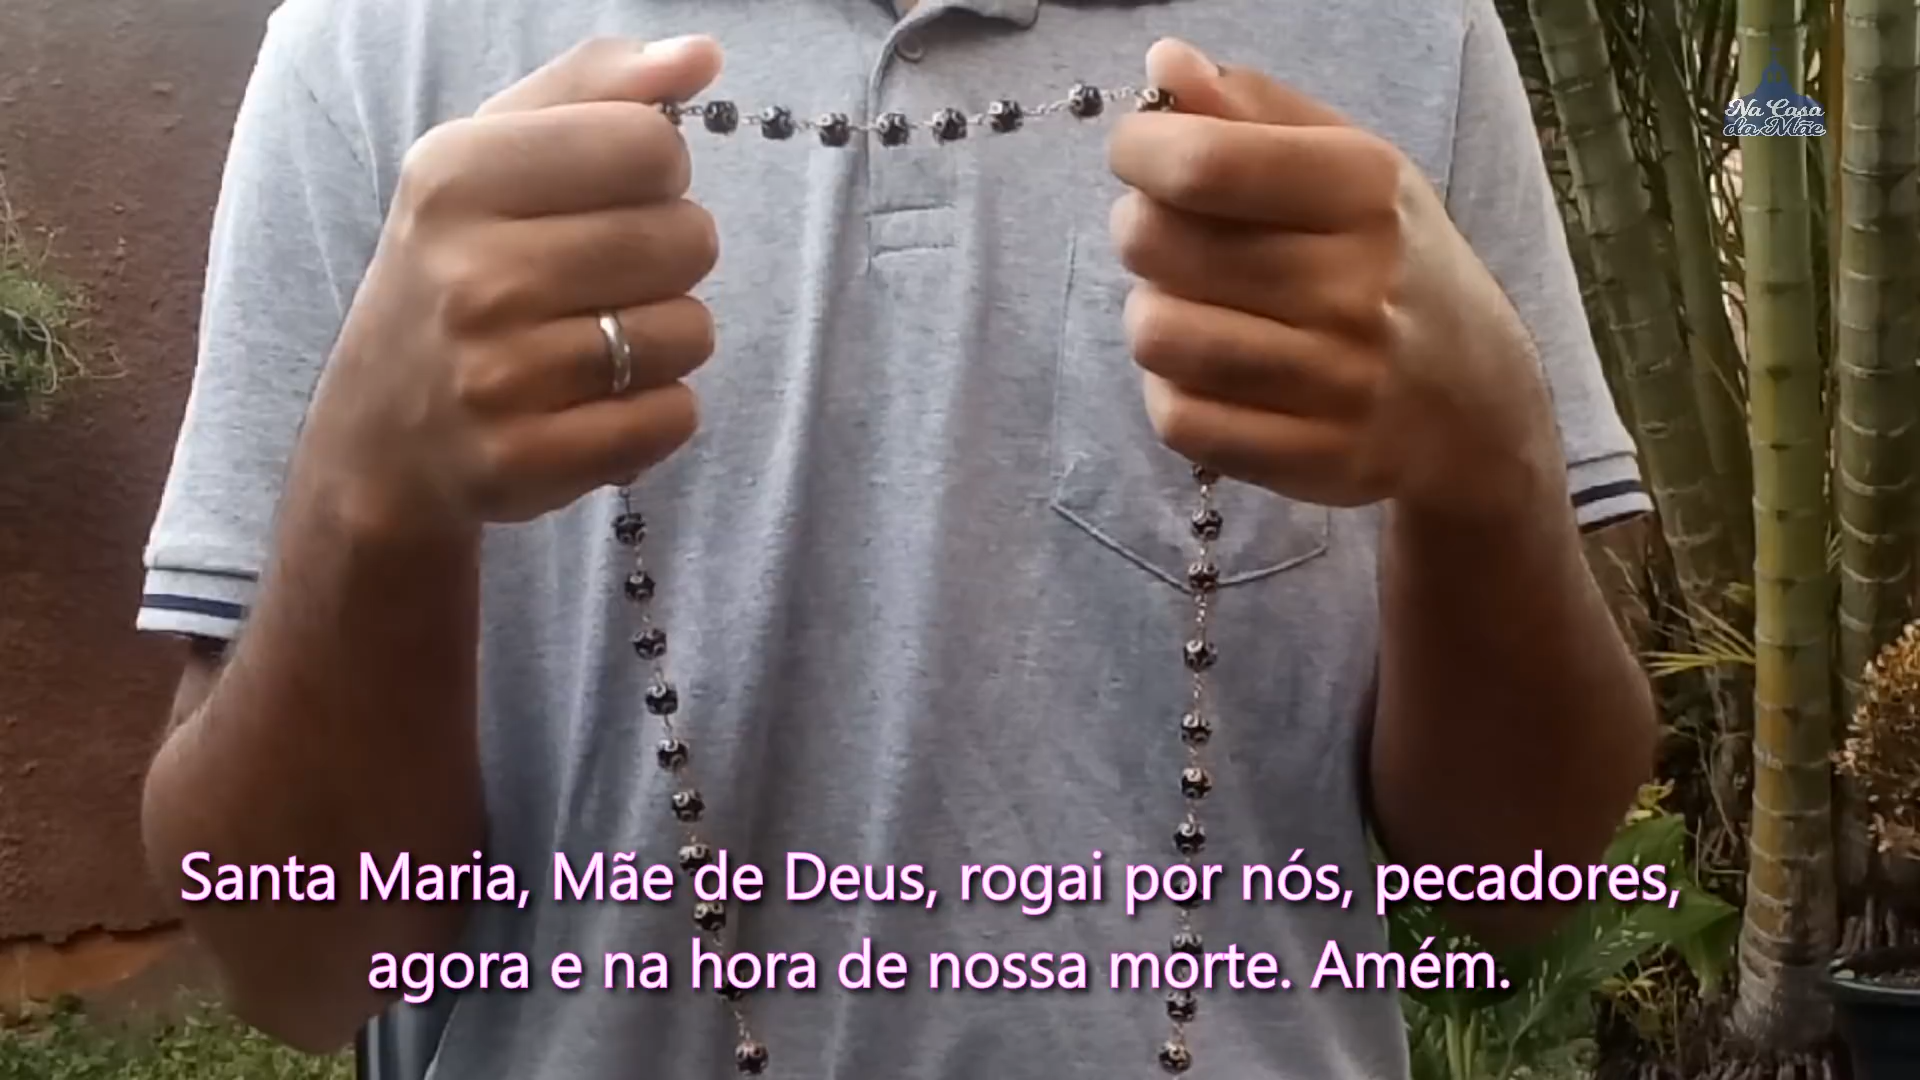 Na Casa
da Mãe
Santa Maria, Mãe de Deus, rogai por nós, pecadores,
agora e na hora de nossa morte. Amém.